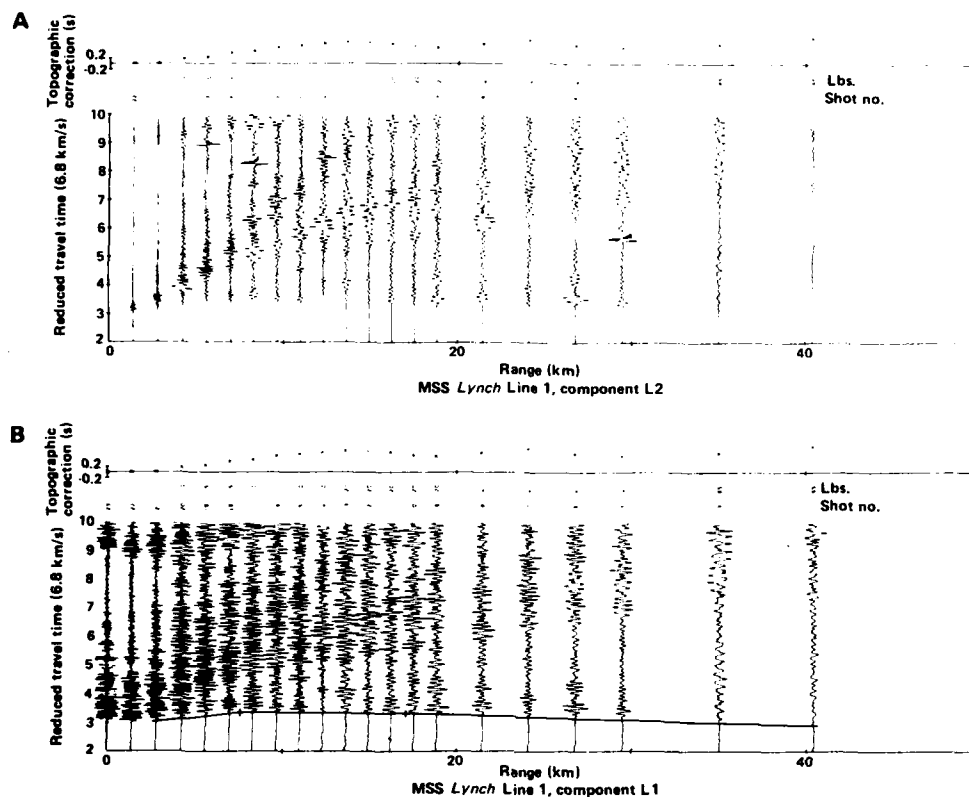 A
Topographic
correction (s)
0.2
-0.2
Lbs.
Shot no.
Reduced travel time (6.8 km/s)
10
9
8
7
6
5
4
3
2
0
20
40
Range (km)
MSS Lynch Line 1, component L2
B
Topographic
correction (s)
0.2
-0.2
Lbs.
Shot no.
Reduced travel time (6.8 km/s)
10
9
8
7
6
5
4
3
2
0
20
40
Range (km)
MSS Lynch Line 1, component L1